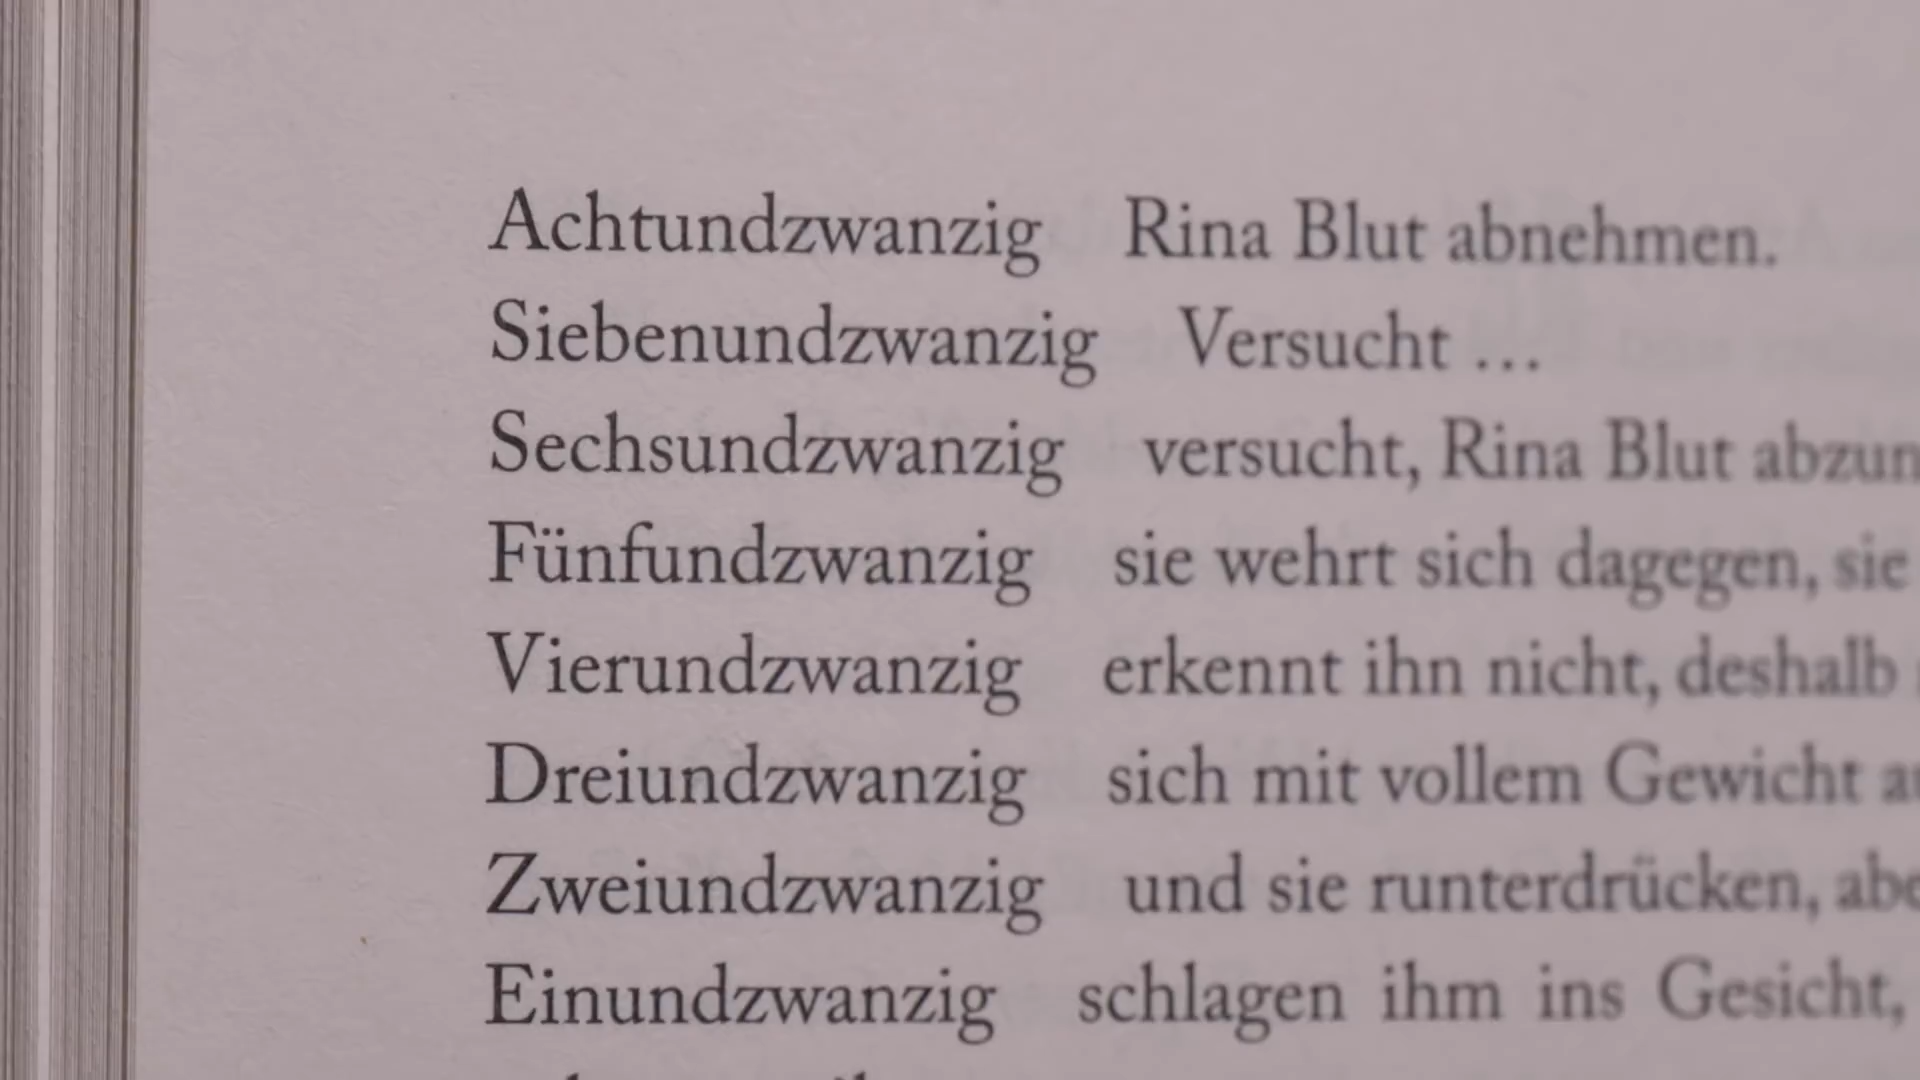 Achtundzwanzig Rina Blut abnehmen.
Siebenundzwanzig Versucht ...
Sechsundzwanzig versucht, Rina Blut
Fünfundzwanzig sie wehrt sich dagegen, sie
Vierundzwanzig erkennt ihn nicht, deshalb
Dreiundzwanzig sich mit vollem Gewicht
Zweiundzwanzig und sie runterdrücken,
Einundzwanzig schlagen ihm ins Gesicht,